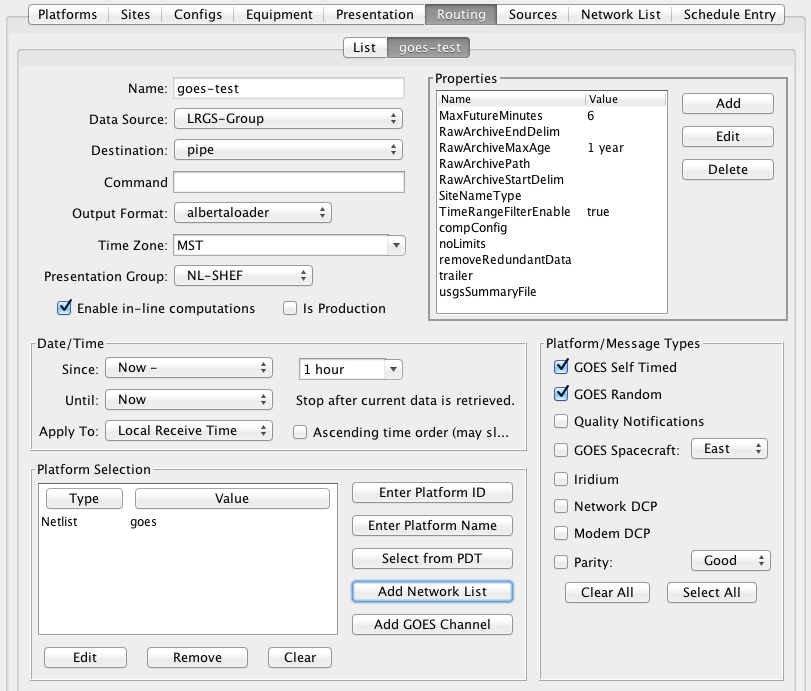 Platforms Sites Configs Equipment Presentation Routing Sources Network List Schedule Entry
List goes-test
Name: goes-test
Data Source: LRGS-Group
Destination: pipe
Command
Output Format: albertaloader
Time Zone: MST
Presentation Group: NL-SHEF
Enable in-line computations Is Production
Properties
Name Value
MaxFutureMinutes 6
RawArchiveEndDelim
RawArchiveMaxAge 1 year
RawArchivePath
RawArchiveStartDelim
SiteNameType
TimeRangeFilterEnable true
compConfig
noLimits
removeRedundantData
trailer
usgsSummaryFile
Add
Edit
Delete
Date/Time
Since: Now - 1 hour
Until: Now Stop after current data is retrieved.
Apply To: Local Receive Time Ascending time order (may sl...
Platform Selection
Type Value
Netlist goes
Enter Platform ID
Enter Platform Name
Select from PDT
Add Network List
Add GOES Channel
Edit Remove Clear
Platform/Message Types
GOES Self Timed
GOES Random
Quality Notifications
GOES Spacecraft: East
Iridium
Network DCP
Modem DCP
Parity: Good
Clear All Select All